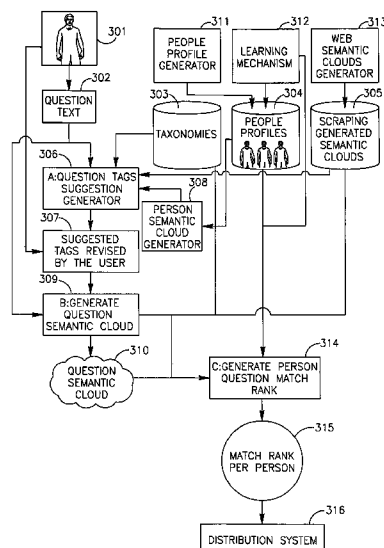 301
302
QUESTION
TEXT
311
PEOPLE
PROFILE
GENERATOR
312
LEARNING
MECHANISM
313
WEB
SEMANTIC
CLOUDS
GENERATOR
303
TAXONOMIES
304
PEOPLE
PROFILES
305
SCRAPING
GENERATED
SEMANTIC
CLOUDS
306
A:QUESTION TAGS
SUGGESTION
GENERATOR
308
PERSON
SEMANTIC
CLOUD
GENERATOR
307
SUGGESTED
TAGS REVISED
BY THE USER
309
B:GENERATE
QUESTION
SEMANTIC CLOUD
310
QUESTION
SEMANTIC
CLOUD
314
C:GENERATE PERSON
QUESTION MATCH
RANK
315
MATCH RANK
PER PERSON
316
DISTRIBUTION SYSTEM